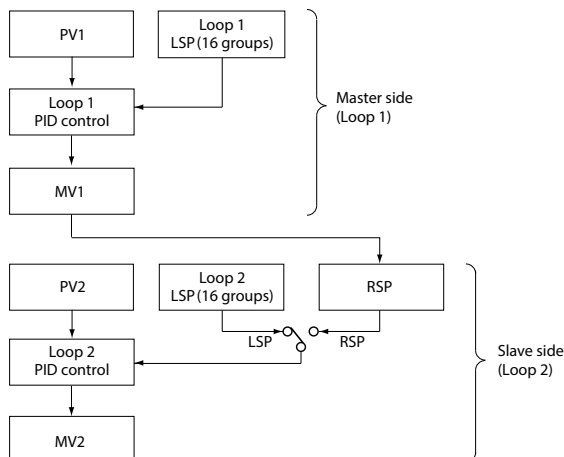 PV1
Loop 1
LSP (16 groups)
Loop 1
PID control
Master side
(Loop 1)
MV1
PV2
Loop 2
LSP (16 groups)
RSP
LSP
RSP
Loop 2
PID control
Slave side
(Loop 2)
MV2